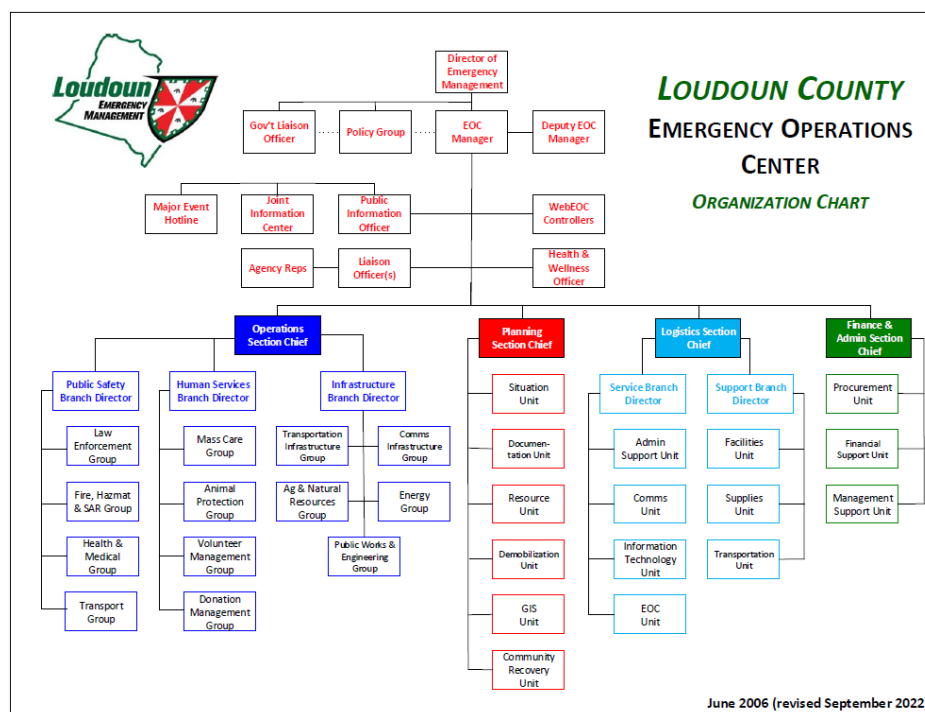 Loudoun
EMERGENCY
MANAGEMENT
LOUDOUN COUNTY
EMERGENCY OPERATIONS
CENTER
ORGANIZATION CHART
Director of
Emergency
Management
Gov't Liaison
Officer
Policy Group
EOC
Manager
Deputy EOC
Manager
Major Event
Hotline
Joint
Information
Center
Public
Information
Officer
WebEOC
Controllers
Agency Reps
Liaison
Officer(s)
Health &
Wellness
Officer
Operations
Section Chief
Planning
Section Chief
Logistics Section
Chief
Finance &
Admin Section
Chief
Public Safety
Branch Director
Human Services
Branch Director
Infrastructure
Branch Director
Situation
Unit
Service Branch
Director
Support Branch
Director
Procurement
Unit
Law
Enforcement
Group
Mass Care
Group
Transportation
Infrastructure
Group
Comms
Infrastructure
Group
Documen-
tation Unit
Admin
Support Unit
Facilities
Unit
Financial
Support Unit
Fire, Hazmat
& SAR Group
Animal
Protection
Group
Ag & Natural
Resources
Group
Energy
Group
Resource
Unit
Comms
Unit
Supplies
Unit
Management
Support Unit
Health &
Medical
Group
Volunteer
Management
Group
Public Works &
Engineering
Group
Demobilization
Unit
Information
Technology
Unit
Transportation
Unit
Transport
Group
Donation
Management
Group
GIS
Unit
EOC
Unit
Community
Recovery
Unit
June 2006 (revised September 2022)